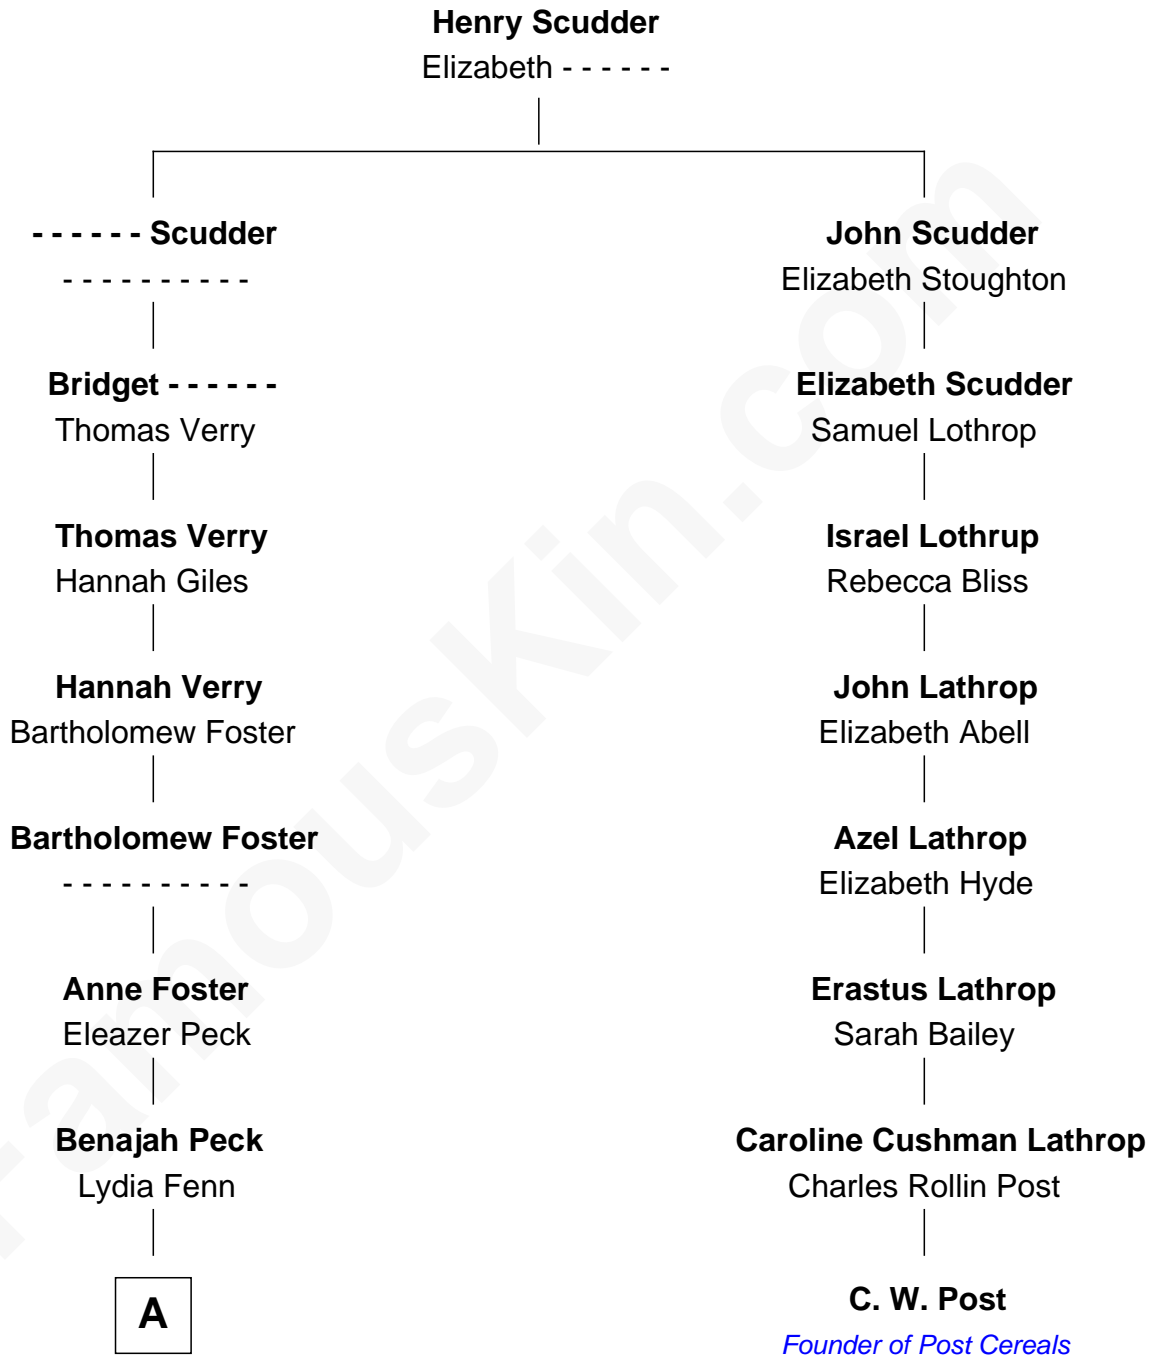 Henry Scudder
Elizabeth - - - - - -
- - - - - - Scudder
- - - - - - - - - -
John Scudder
Elizabeth Stoughton
Bridget - - - - - -
Thomas Verry
Elizabeth Scudder
Samuel Lothrop
Thomas Verry
Hannah Giles
Israel Lothrup
Rebecca Bliss
Hannah Verry
Bartholomew Foster
John Lathrop
Elizabeth Abell
Bartholomew Foster
- - - - - - - - - -
Azel Lathrop
Elizabeth Hyde
Anne Foster
Eleazer Peck
Erastus Lathrop
Sarah Bailey
Benajah Peck
Lydia Fenn
Caroline Cushman Lathrop
Charles Rollin Post
A
C. W. Post
Founder of Post Cereals
FamousKin.com